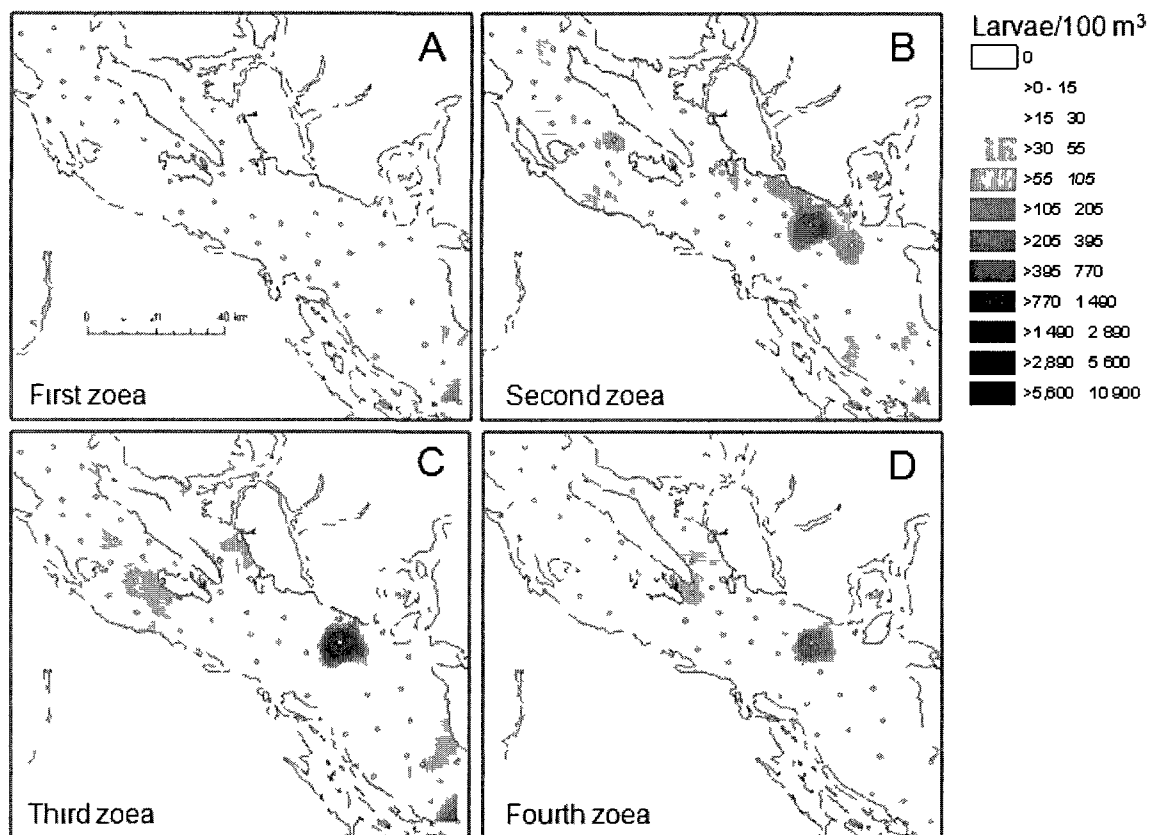 A
B
Larvae/100 m³
0
>0 - 15
>15 30
>30 55
>55 105
>105 205
>205 395
>395 770
>770 1 490
>1 490 2 890
>2,890 5 600
>5,600 10 900
0 40 km
First zoea
Second zoea
C
D
Third zoea
Fourth zoea